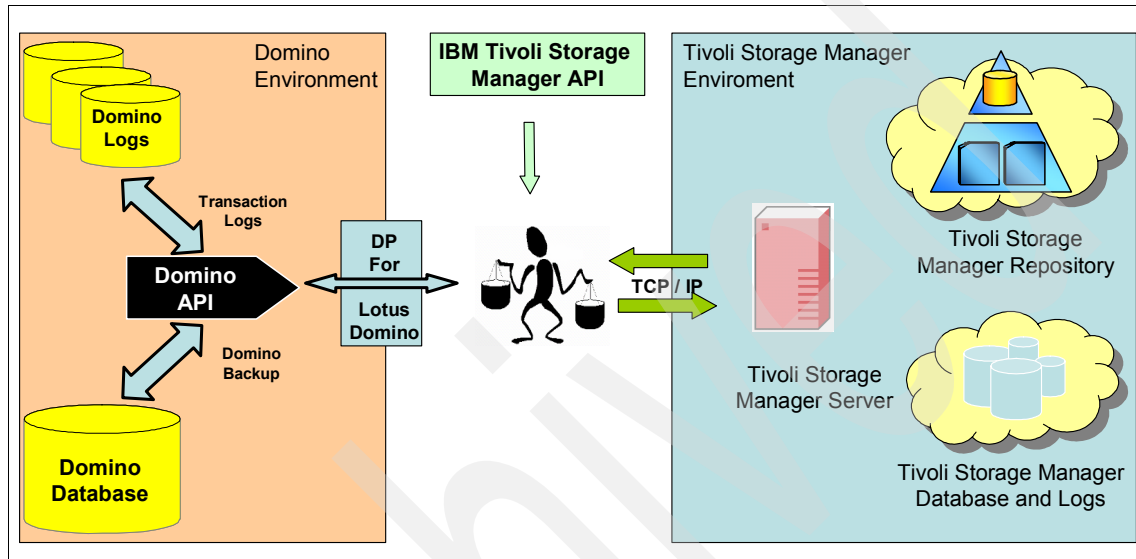 Domino
Environment
Domino
Logs
Transaction
Logs
Domino
API
Domino
Backup
Domino
Database
DP
For
Lotus
Domino
IBM Tivoli Storage
Manager API
TCP / IP
Tivoli Storage Manager
Enviroment
Tivoli Storage
Manager Repository
Tivoli Storage
Manager Server
Tivoli Storage Manager
Database and Logs